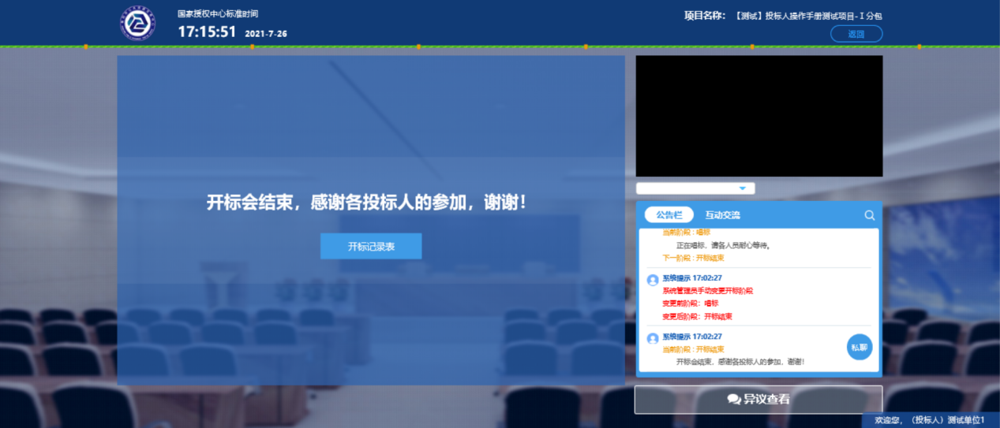 国家授权中心标准时间
17:15:51 2021-7-26
项目名称： 【测试】投标人操作手册测试项目-Ⅰ分包
返回
开标会结束，感谢各投标人的参加，谢谢！
开标记录表
公告栏 互动交流
当前阶段：唱标
正在唱标，请各人员耐心等待。
下一阶段：开标结束
系统提示 17:02:27
系统管理员手动变更开标阶段
变更前阶段：唱标
变更后阶段：开标结束
系统提示 17:02:27
当前阶段：开标结束
开标会结束，感谢各投标人的参加，谢谢！
私聊
异议查看
欢迎您，（投标人）测试单位1